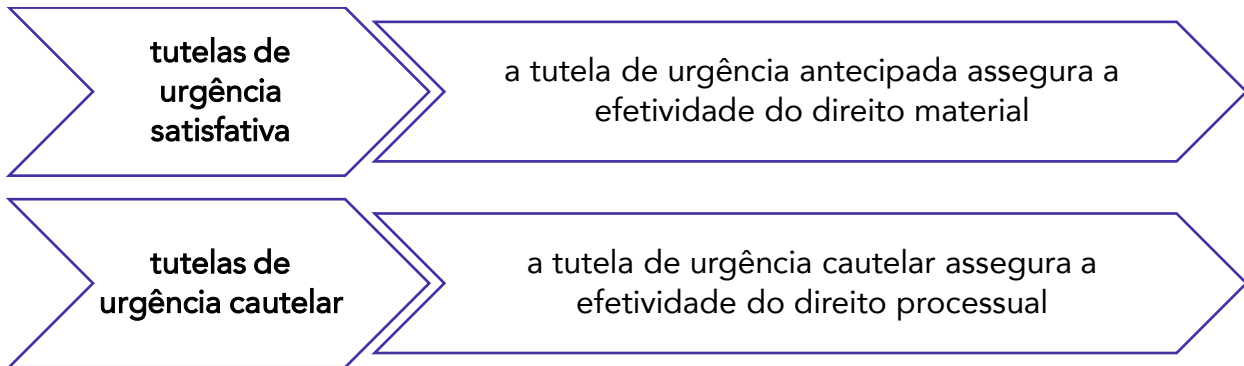 tutelas de
urgência
satisfativa
a tutela de urgência antecipada assegura a
efetividade do direito material
tutelas de
urgência cautelar
a tutela de urgência cautelar assegura a
efetividade do direito processual